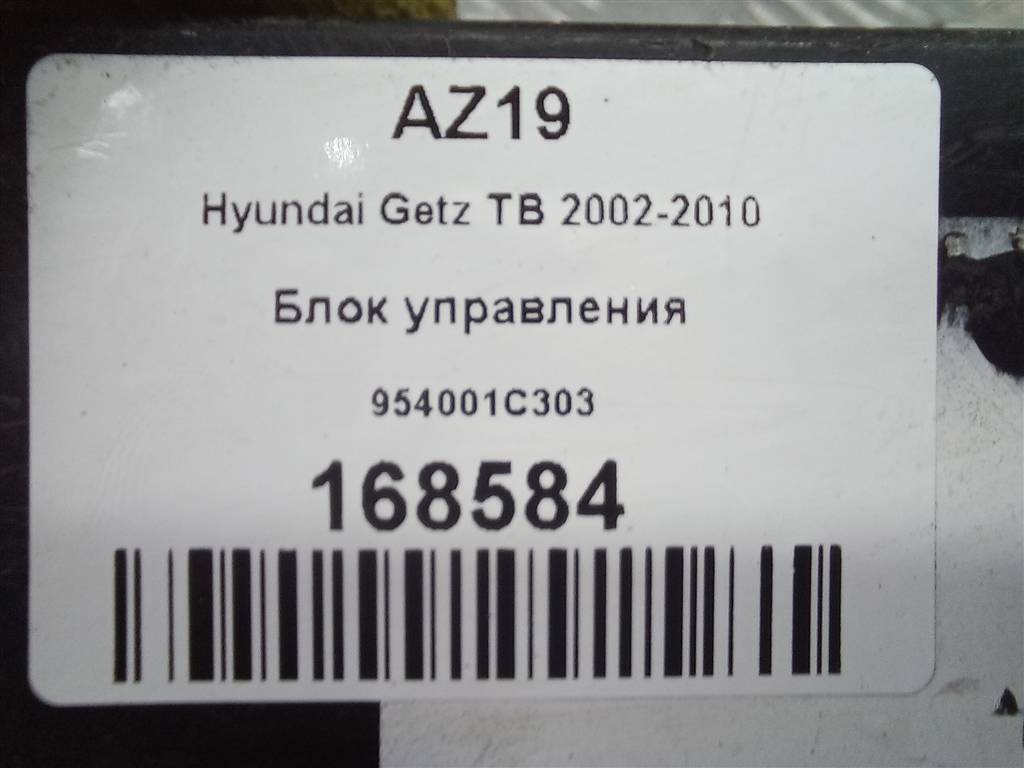 AZ19
Hyundai Getz TB 2002-2010
Блок управления
954001C303
168584